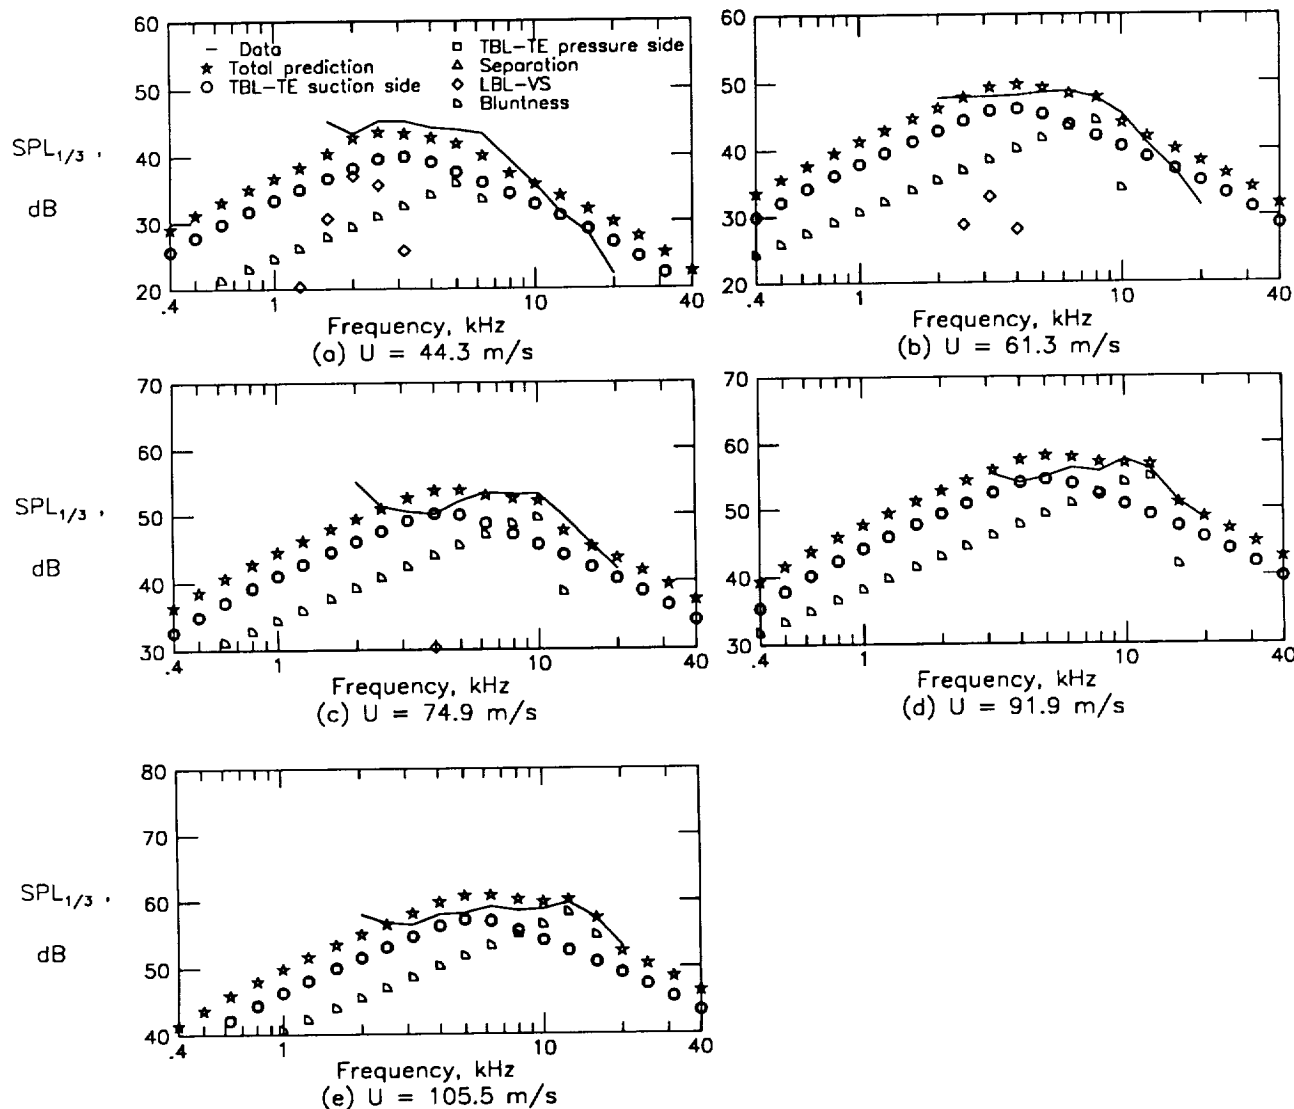 60
50
40
30
20
SPL1/3 ,
dB
— Data
☆ Total prediction
○ TBL–TE suction side
□ TBL–TE pressure side
△ Separation
◇ LBL–VS
Bluntness
.4 1 10 40
Frequency, kHz
(a) U = 44.3 m/s
60
50
40
30
20
.4 1 10 40
Frequency, kHz
(b) U = 61.3 m/s
70
60
50
40
30
SPL1/3 ,
dB
.4 1 10 40
Frequency, kHz
(c) U = 74.9 m/s
70
60
50
40
30
.4 1 10 40
Frequency, kHz
(d) U = 91.9 m/s
80
70
60
50
40
SPL1/3 ,
dB
.4 1 10 40
Frequency, kHz
(e) U = 105.5 m/s